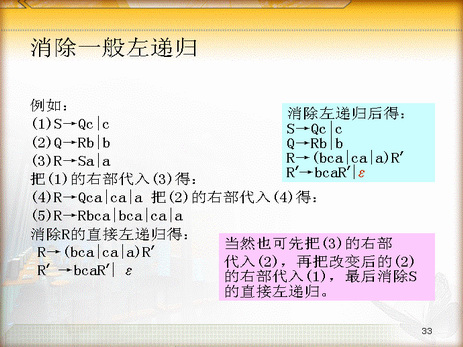 消除一般左递归
例如:
(1)S→Qc|c
(2)Q→Rb|b
(3)R→Sa|a
把(1)的右部代入(3)得:
(4)R→Qca|ca|a 把(2)的右部代入(4)得:
(5)R→Rbca|bca|ca|a
消除R的直接左递归得:
R→(bca|ca|a)R′
R′ →bcaR′| ε
消除左递归后得:
S→Qc|c
Q→Rb|b
R→(bca|ca|a)R′
R′→bcaR′|ε
当然也可先把(3)的右部
代入(2)，再把改变后的(2)
的右部代入(1)，最后消除S
的直接左递归。
33